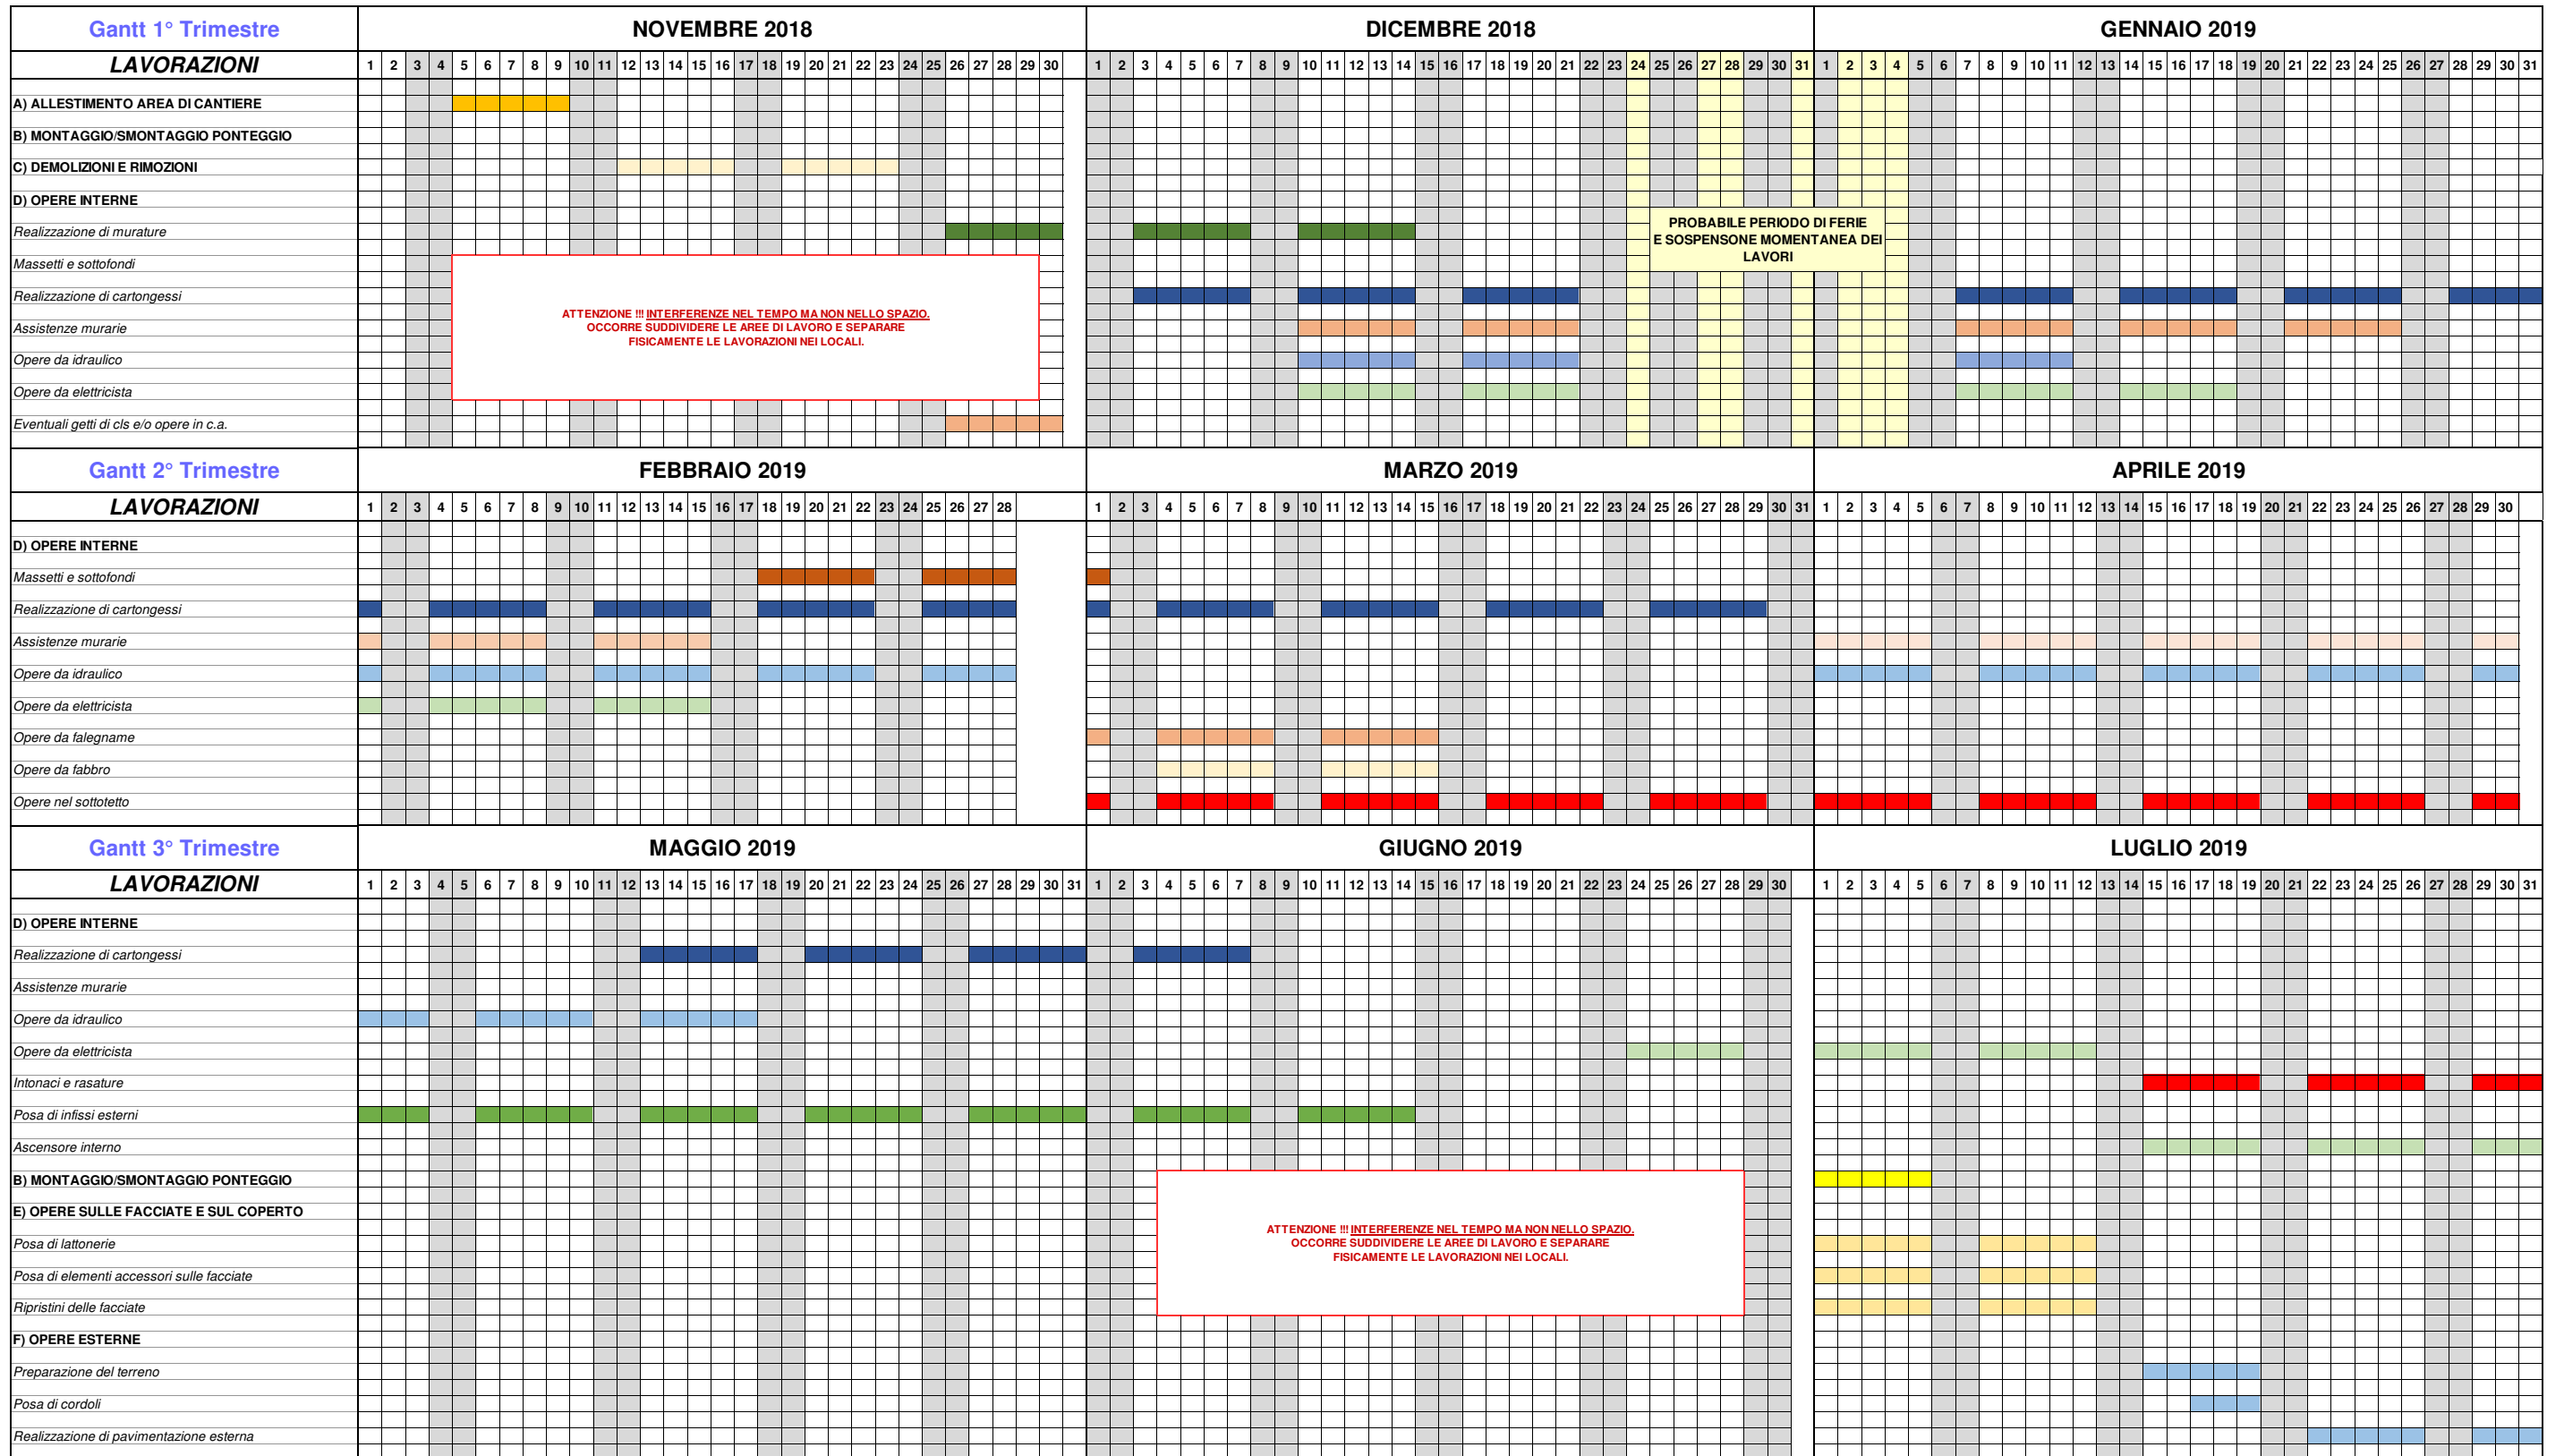 Gantt 1° Trimestre NOVEMBRE 2018 DICEMBRE 2018 GENNAIO 2019
LAVORAZIONI 1 2 3 4 5 6 7 8 9 10 11 12 13 14 15 16 17 18 19 20 21 22 23 24 25 26 27 28 29 30 1 2 3 4 5 6 7 8 9 10 11 12 13 14 15 16 17 18 19 20 21 22 23 24 25 26 27 28 29 30 31 1 2 3 4 5 6 7 8 9 10 11 12 13 14 15 16 17 18 19 20 21 22 23 24 25 26 27 28 29 30 31
A) ALLESTIMENTO AREA DI CANTIERE
B) MONTAGGIO/SMONTAGGIO PONTEGGIO
C) DEMOLIZIONI E RIMOZIONI
D) OPERE INTERNE
PROBABILE PERIODO DI FERIE
E SOSPENSONE MOMENTANEA DEI
LAVORI
Realizzazione di murature
Massetti e sottofondi
Realizzazione di cartongessi
ATTENZIONE !!! INTERFERENZE NEL TEMPO MA NON NELLO SPAZIO.
OCCORRE SUDDIVIDERE LE AREE DI LAVORO E SEPARARE
FISICAMENTE LE LAVORAZIONI NEI LOCALI.
Assistenze murarie
Opere da idraulico
Opere da elettricista
Eventuali getti di cls e/o opere in c.a.
Gantt 2° Trimestre FEBBRAIO 2019 MARZO 2019 APRILE 2019
LAVORAZIONI 1 2 3 4 5 6 7 8 9 10 11 12 13 14 15 16 17 18 19 20 21 22 23 24 25 26 27 28 1 2 3 4 5 6 7 8 9 10 11 12 13 14 15 16 17 18 19 20 21 22 23 24 25 26 27 28 29 30 31 1 2 3 4 5 6 7 8 9 10 11 12 13 14 15 16 17 18 19 20 21 22 23 24 25 26 27 28 29 30
D) OPERE INTERNE
Massetti e sottofondi
Realizzazione di cartongessi
Assistenze murarie
Opere da idraulico
Opere da elettricista
Opere da falegname
Opere da fabbro
Opere nel sottotetto
Gantt 3° Trimestre MAGGIO 2019 GIUGNO 2019 LUGLIO 2019
LAVORAZIONI 1 2 3 4 5 6 7 8 9 10 11 12 13 14 15 16 17 18 19 20 21 22 23 24 25 26 27 28 29 30 31 1 2 3 4 5 6 7 8 9 10 11 12 13 14 15 16 17 18 19 20 21 22 23 24 25 26 27 28 29 30 1 2 3 4 5 6 7 8 9 10 11 12 13 14 15 16 17 18 19 20 21 22 23 24 25 26 27 28 29 30 31
D) OPERE INTERNE
Realizzazione di cartongessi
Assistenze murarie
Opere da idraulico
Opere da elettricista
Intonaci e rasature
Posa di infissi esterni
Ascensore interno
B) MONTAGGIO/SMONTAGGIO PONTEGGIO
E) OPERE SULLE FACCIATE E SUL COPERTO
ATTENZIONE !!! INTERFERENZE NEL TEMPO MA NON NELLO SPAZIO.
OCCORRE SUDDIVIDERE LE AREE DI LAVORO E SEPARARE
FISICAMENTE LE LAVORAZIONI NEI LOCALI.
Posa di lattonerie
Posa di elementi accessori sulle facciate
Ripristini delle facciate
F) OPERE ESTERNE
Preparazione del terreno
Posa di cordoli
Realizzazione di pavimentazione esterna